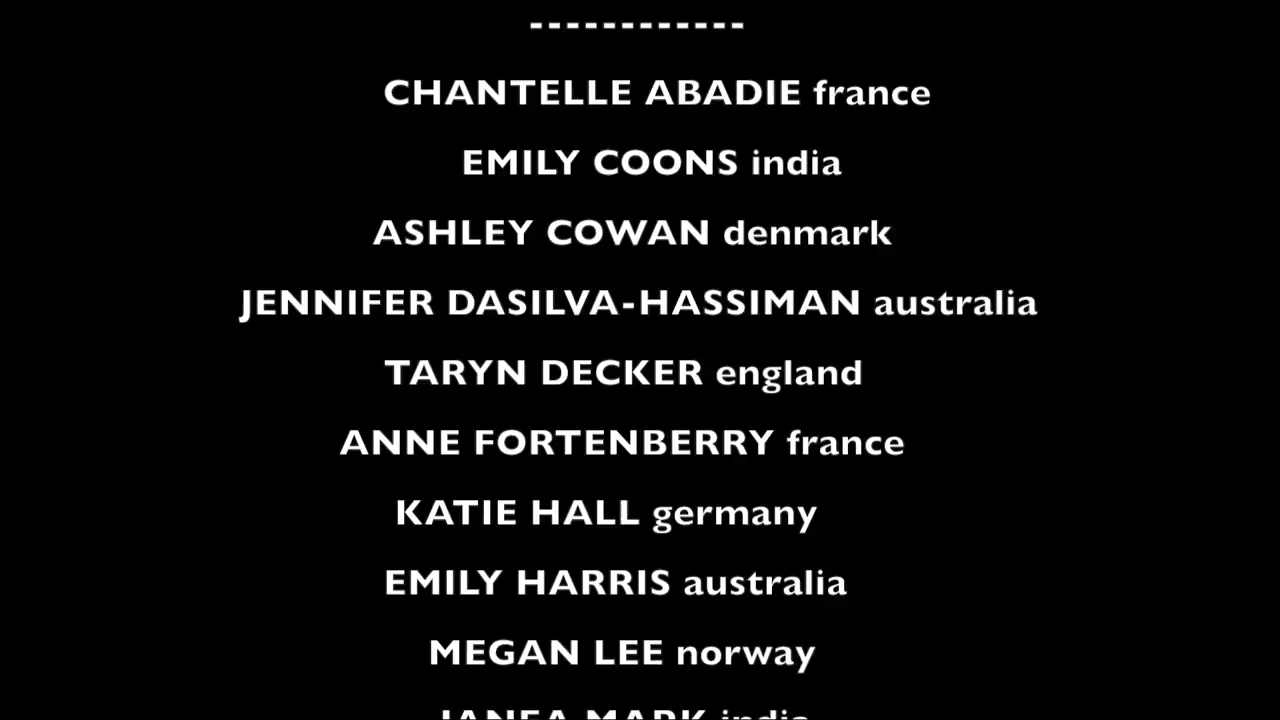 ------------
CHANTELLE ABADIE france
EMILY COONS india
ASHLEY COWAN denmark
JENNIFER DASILVA-HASSIMAN australia
TARYN DECKER england
ANNE FORTENBERRY france
KATIE HALL germany
EMILY HARRIS australia
MEGAN LEE norway
MARK india